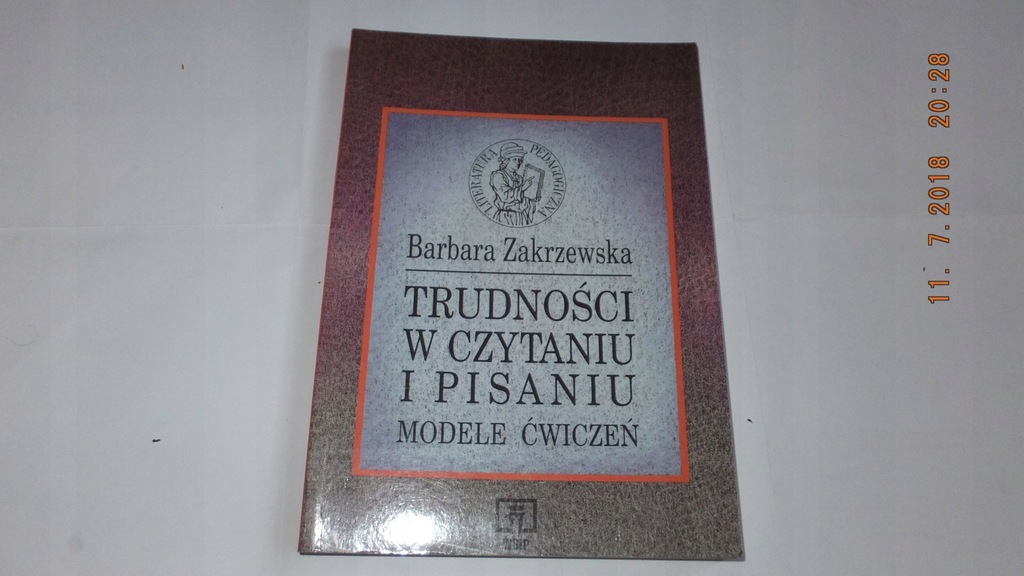 LITERATURA PEDAGOGICZNA
Barbara Zakrzewska
TRUDNOŚCI
W CZYTANIU
I PISANIU
MODELE ĆWICZEŃ
WSiP
11. 7.2018 20:28